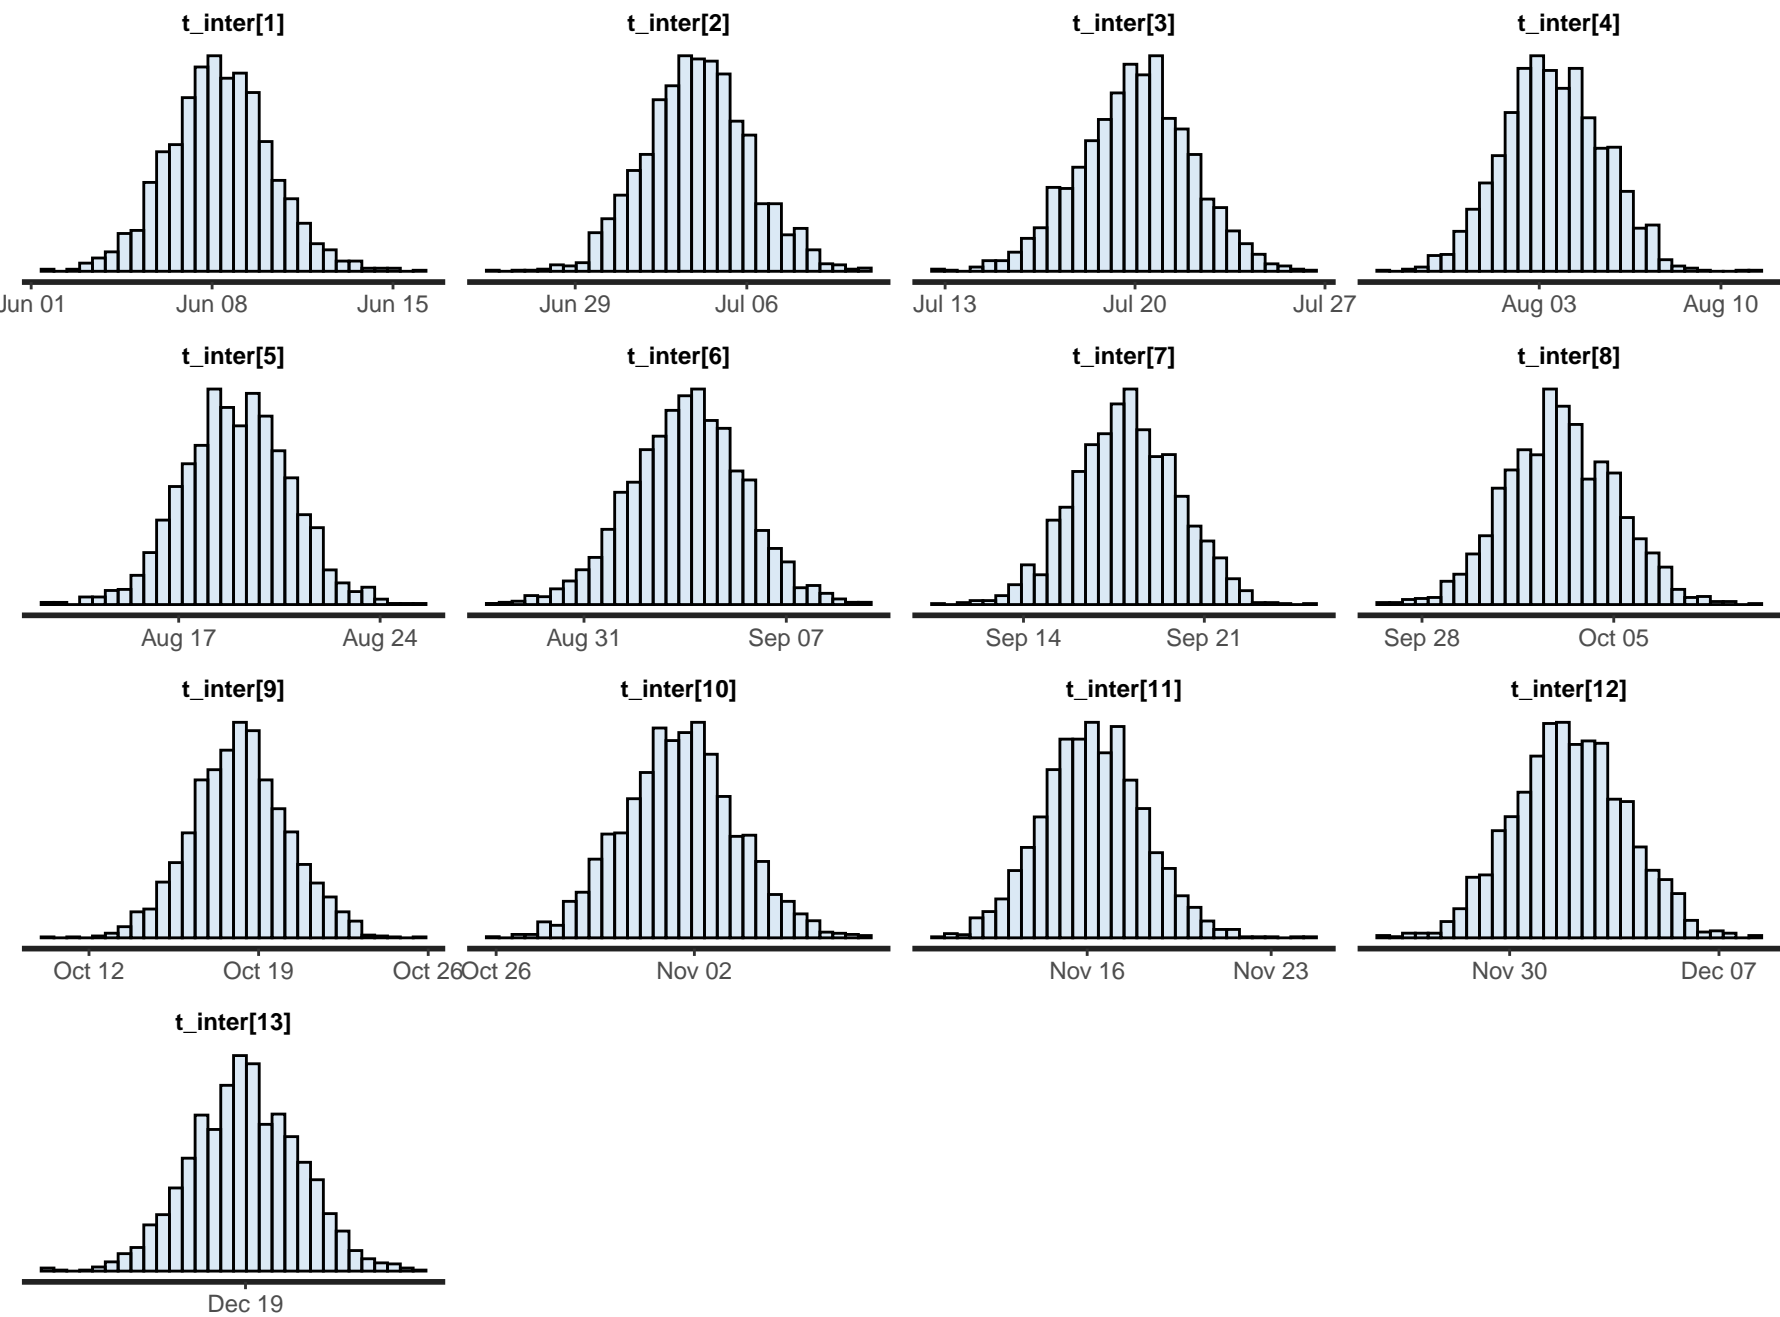 t_inter[1] t_inter[2] t_inter[3] t_inter[4]
Jun 01 Jun 08 Jun 15 Jun 29 Jul 06 Jul 13 Jul 20 Jul 27 Aug 03 Aug 10
t_inter[5] t_inter[6] t_inter[7] t_inter[8]
Aug 17 Aug 24 Aug 31 Sep 07 Sep 14 Sep 21 Sep 28 Oct 05
t_inter[9] t_inter[10] t_inter[11] t_inter[12]
Oct 12 Oct 19 Oct 26 Oct 26 Nov 02 Nov 16 Nov 23 Nov 30 Dec 07
t_inter[13]
Dec 19